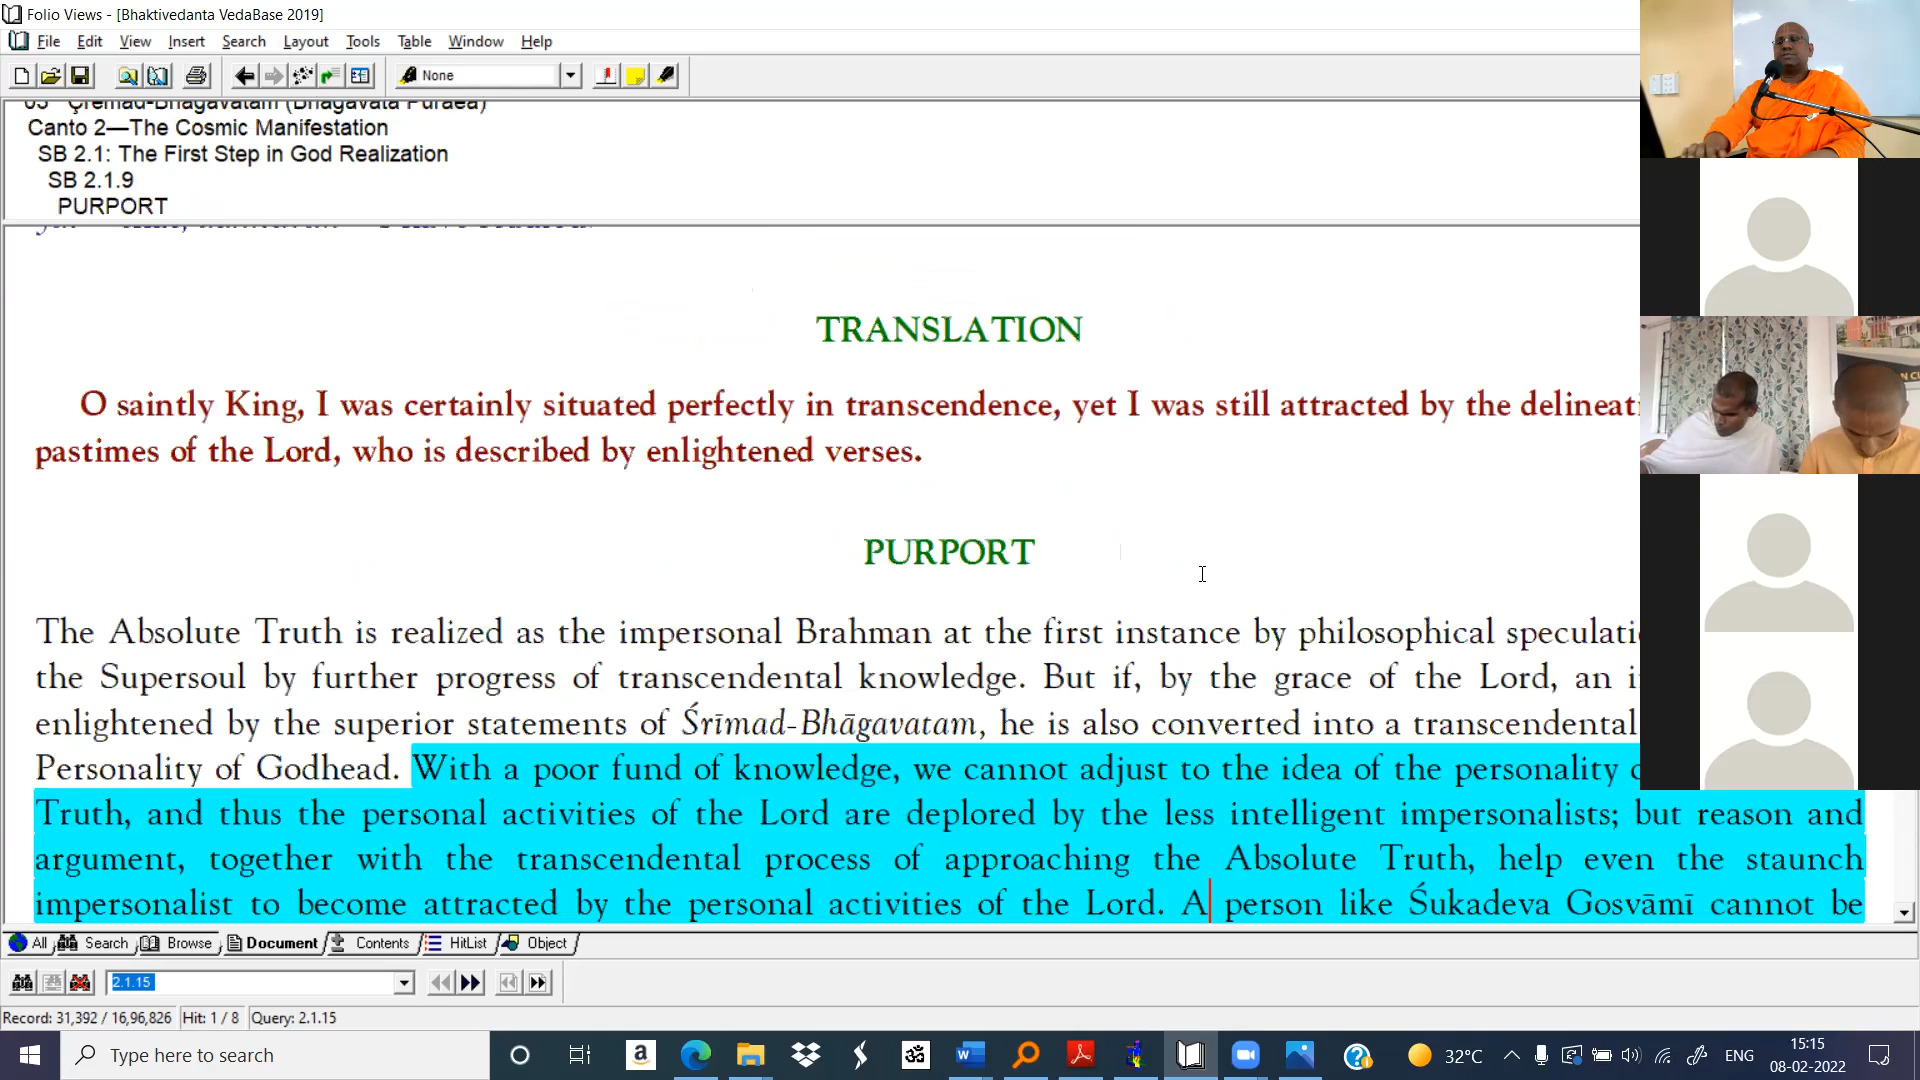 Folio Views - [Bhaktivedanta VedaBase 2019]
File Edit View Insert Search Layout Tools Table Window Help
None
03 Çrémad-Bhägavatam (Bhägavata Puräëa)
Canto 2—The Cosmic Manifestation
SB 2.1: The First Step in God Realization
SB 2.1.9
PURPORT
TRANSLATION
O saintly King, I was certainly situated perfectly in transcendence, yet I was still attracted by the delineati
pastimes of the Lord, who is described by enlightened verses.
PURPORT
The Absolute Truth is realized as the impersonal Brahman at the first instance by philosophical speculati
the Supersoul by further progress of transcendental knowledge. But if, by the grace of the Lord, an i
enlightened by the superior statements of Śrīmad-Bhāgavatam, he is also converted into a transcendental
Personality of Godhead. With a poor fund of knowledge, we cannot adjust to the idea of the personality
Truth, and thus the personal activities of the Lord are deplored by the less intelligent impersonalists; but reason and
argument, together with the transcendental process of approaching the Absolute Truth, help even the staunch
impersonalist to become attracted by the personal activities of the Lord. A person like Śukadeva Gosvāmī cannot be
All Search Browse Document Contents HitList Object
2.1.15
Record: 31,392 / 16,96,826 Hit: 1 / 8 Query: 2.1.15
Type here to search
32°C ENG 15:15
08-02-2022